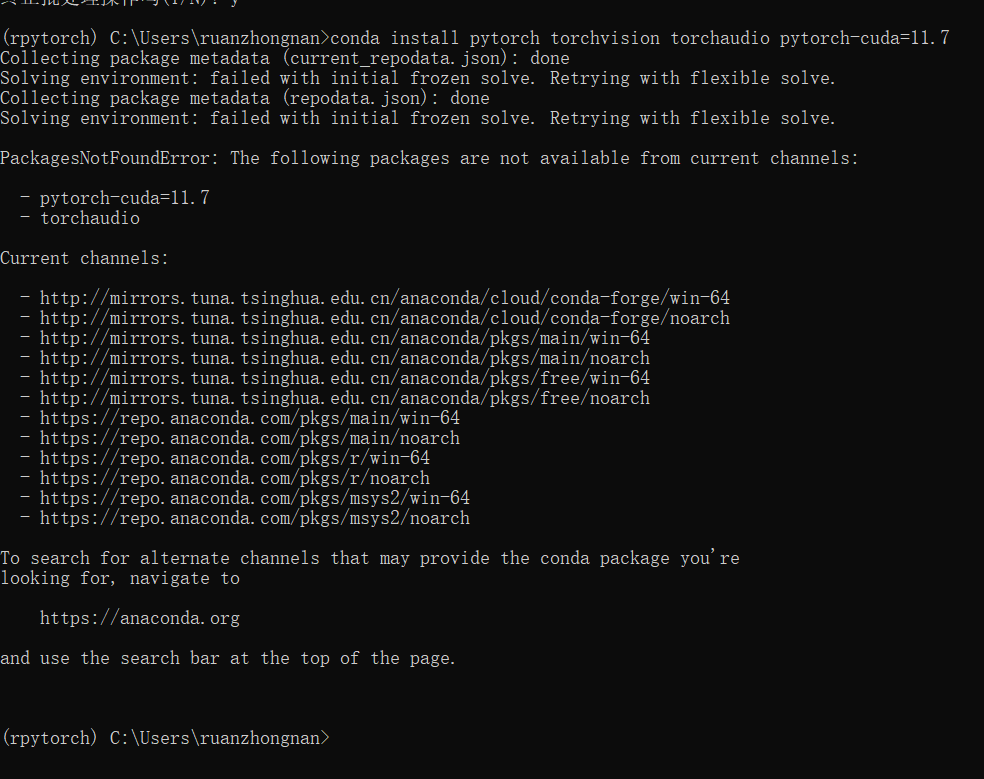 真正批处理操作吗(Y/N)? y
(rpytorch) C:\Users\ruanzhongnan>conda install pytorch torchvision torchaudio pytorch-cuda=11.7
Collecting package metadata (current_repodata.json): done
Solving environment: failed with initial frozen solve. Retrying with flexible solve.
Collecting package metadata (repodata.json): done
Solving environment: failed with initial frozen solve. Retrying with flexible solve.
PackagesNotFoundError: The following packages are not available from current channels:
- pytorch-cuda=11.7
- torchaudio
Current channels:
- http://mirrors.tuna.tsinghua.edu.cn/anaconda/cloud/conda-forge/win-64
- http://mirrors.tuna.tsinghua.edu.cn/anaconda/cloud/conda-forge/noarch
- http://mirrors.tuna.tsinghua.edu.cn/anaconda/pkgs/main/win-64
- http://mirrors.tuna.tsinghua.edu.cn/anaconda/pkgs/main/noarch
- http://mirrors.tuna.tsinghua.edu.cn/anaconda/pkgs/free/win-64
- http://mirrors.tuna.tsinghua.edu.cn/anaconda/pkgs/free/noarch
- https://repo.anaconda.com/pkgs/main/win-64
- https://repo.anaconda.com/pkgs/main/noarch
- https://repo.anaconda.com/pkgs/r/win-64
- https://repo.anaconda.com/pkgs/r/noarch
- https://repo.anaconda.com/pkgs/msys2/win-64
- https://repo.anaconda.com/pkgs/msys2/noarch
To search for alternate channels that may provide the conda package you're
looking for, navigate to
https://anaconda.org
and use the search bar at the top of the page.
(rpytorch) C:\Users\ruanzhongnan>